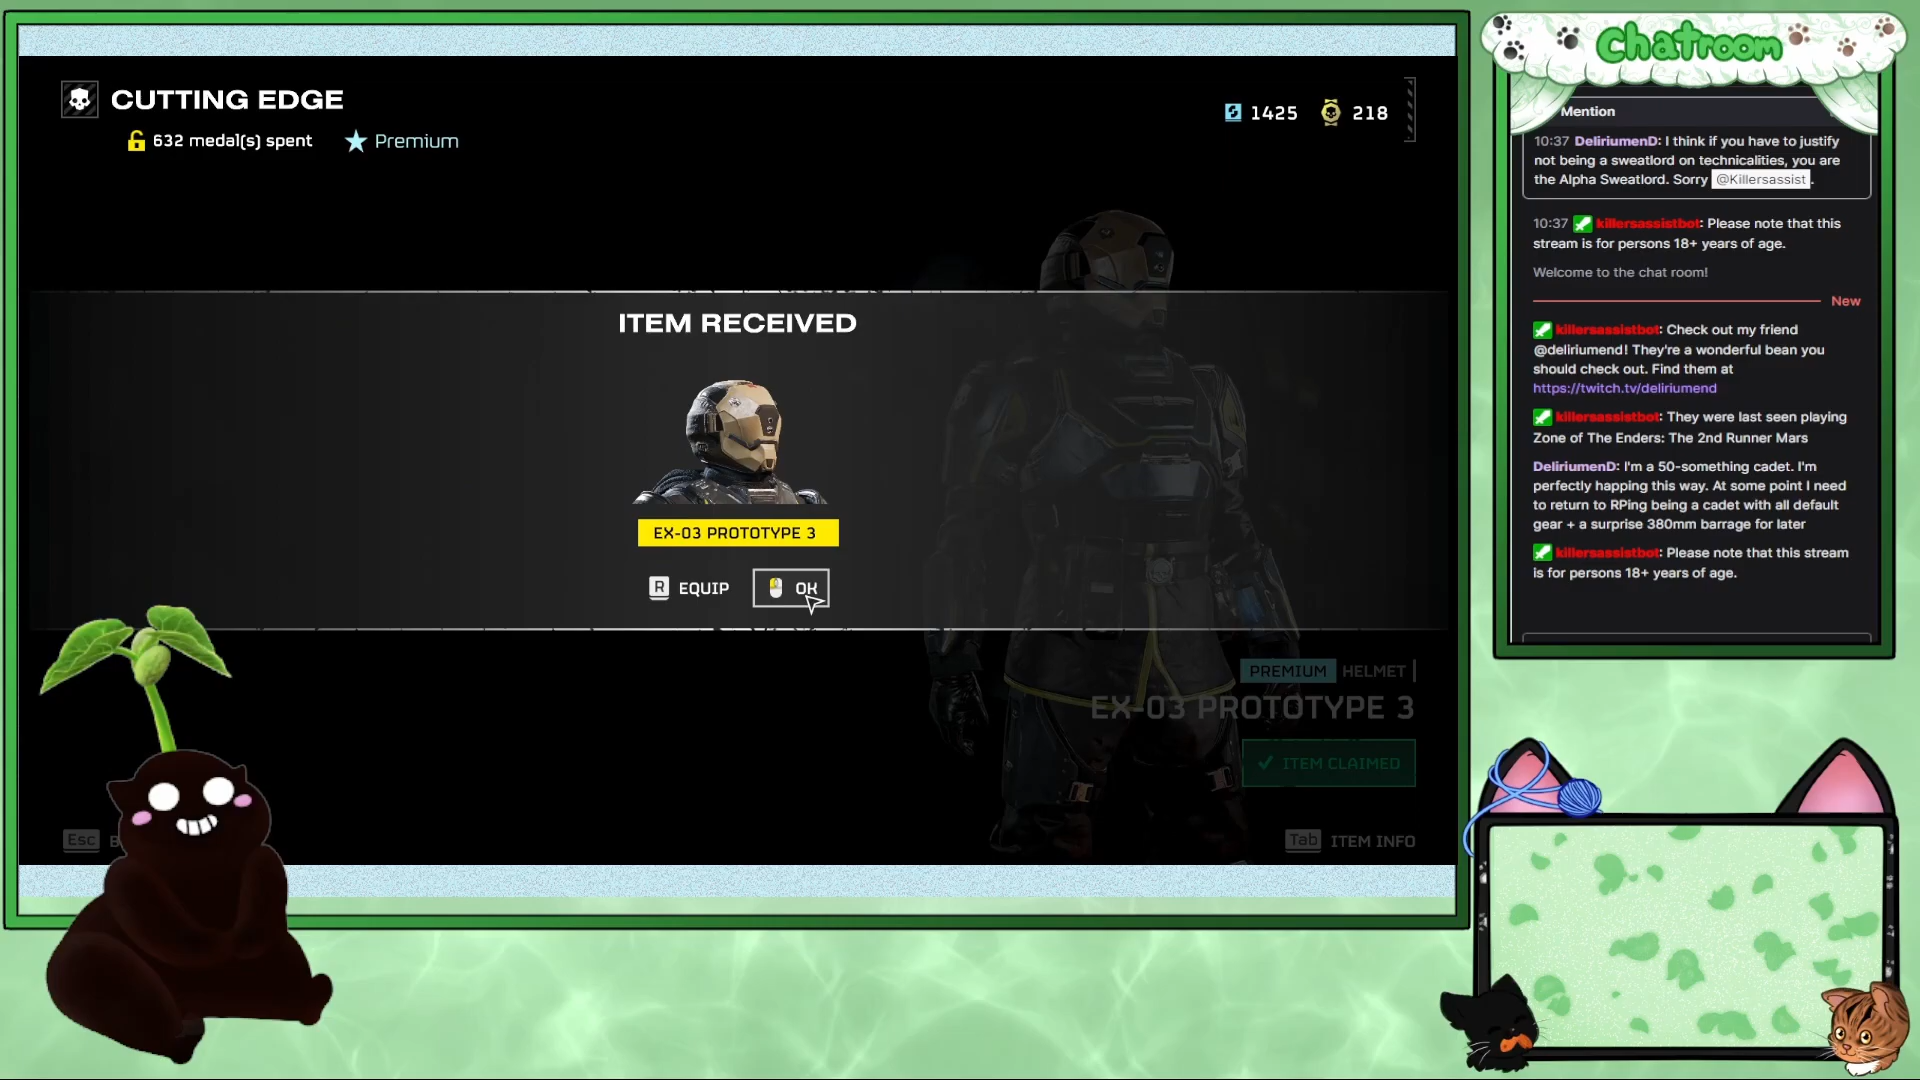 CUTTING EDGE
632 medal(s) spent
Premium
1425
218
ITEM RECEIVED
EX-03 PROTOTYPE 3
R EQUIP
OK
PREMIUM HELMET
EX-03 PROTOTYPE 3
ITEM CLAIMED
Esc
Tab ITEM INFO
Chatroom
Mention
10:37 DeliriumenD: I think if you have to justify
not being a sweatlord on technicalities, you are
the Alpha Sweatlord. Sorry @Killersassist.
10:37 killersassistbot: Please note that this
stream is for persons 18+ years of age.
Welcome to the chat room!
New
killersassistbot: Check out my friend
@deliriumend! They're a wonderful bean you
should check out. Find them at
https://twitch.tv/deliriumend
killersassistbot: They were last seen playing
Zone of The Enders: The 2nd Runner Mars
DeliriumenD: I'm a 50-something cadet. I'm
perfectly happing this way. At some point I need
to return to RPing being a cadet with all default
gear + a surprise 380mm barrage for later
killersassistbot: Please note that this stream
is for persons 18+ years of age.